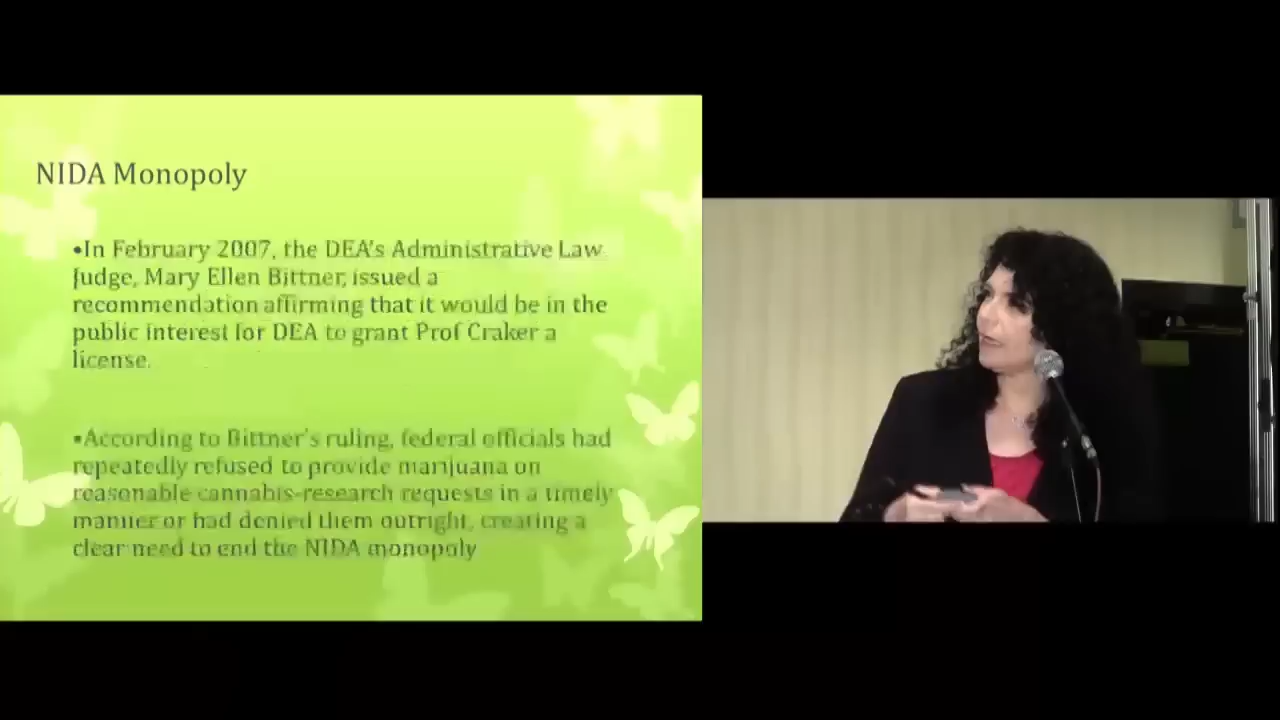 NIDA Monopoly
•In February 2007, the DEA's Administrative Law
Judge, Mary Ellen Bittner, issued a
recommendation affirming that it would be in the
public interest for DEA to grant Prof Craker a
license.
▪According to Bittner's ruling, federal officials had
repeatedly refused to provide marijuana on
reasonable cannabis-research requests in a timely
manner or had denied them outright, creating a
clear need to end the NIDA monopoly